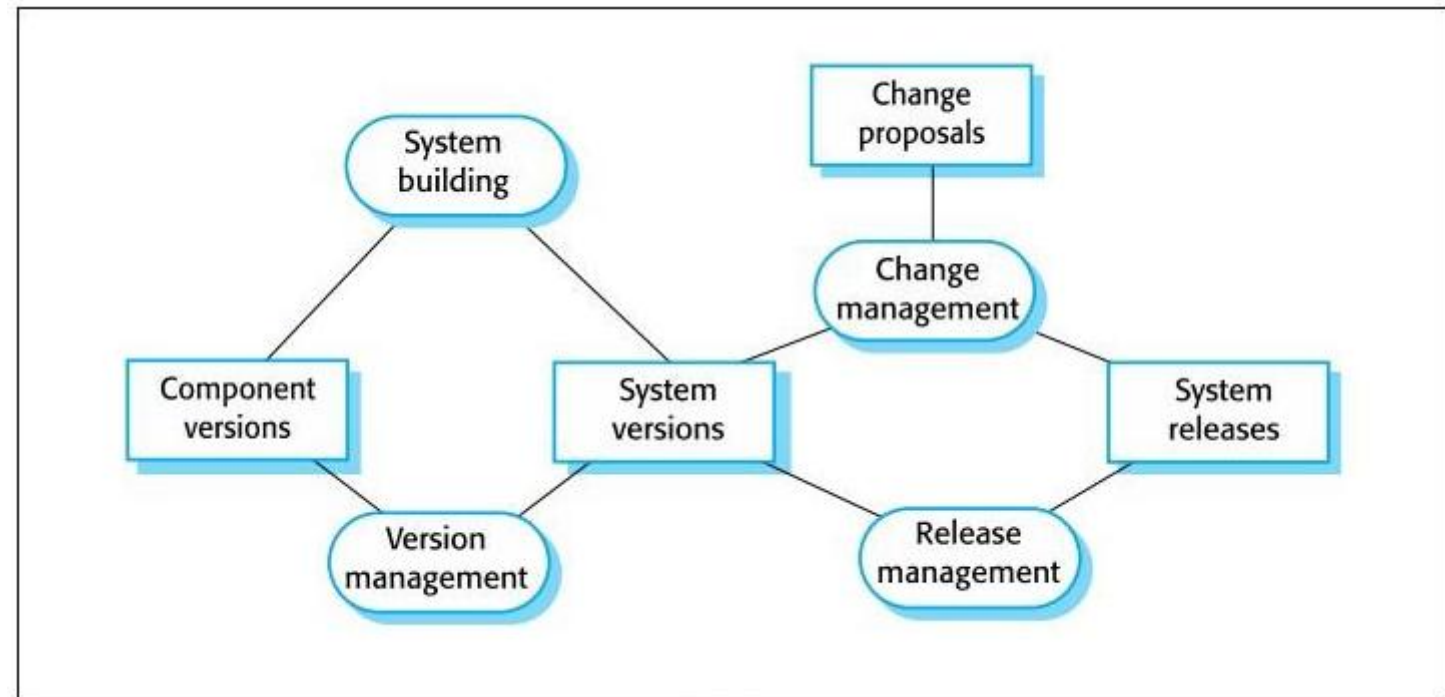 Change
proposals
System
building
Change
management
Component
versions
System
versions
System
releases
Version
management
Release
management